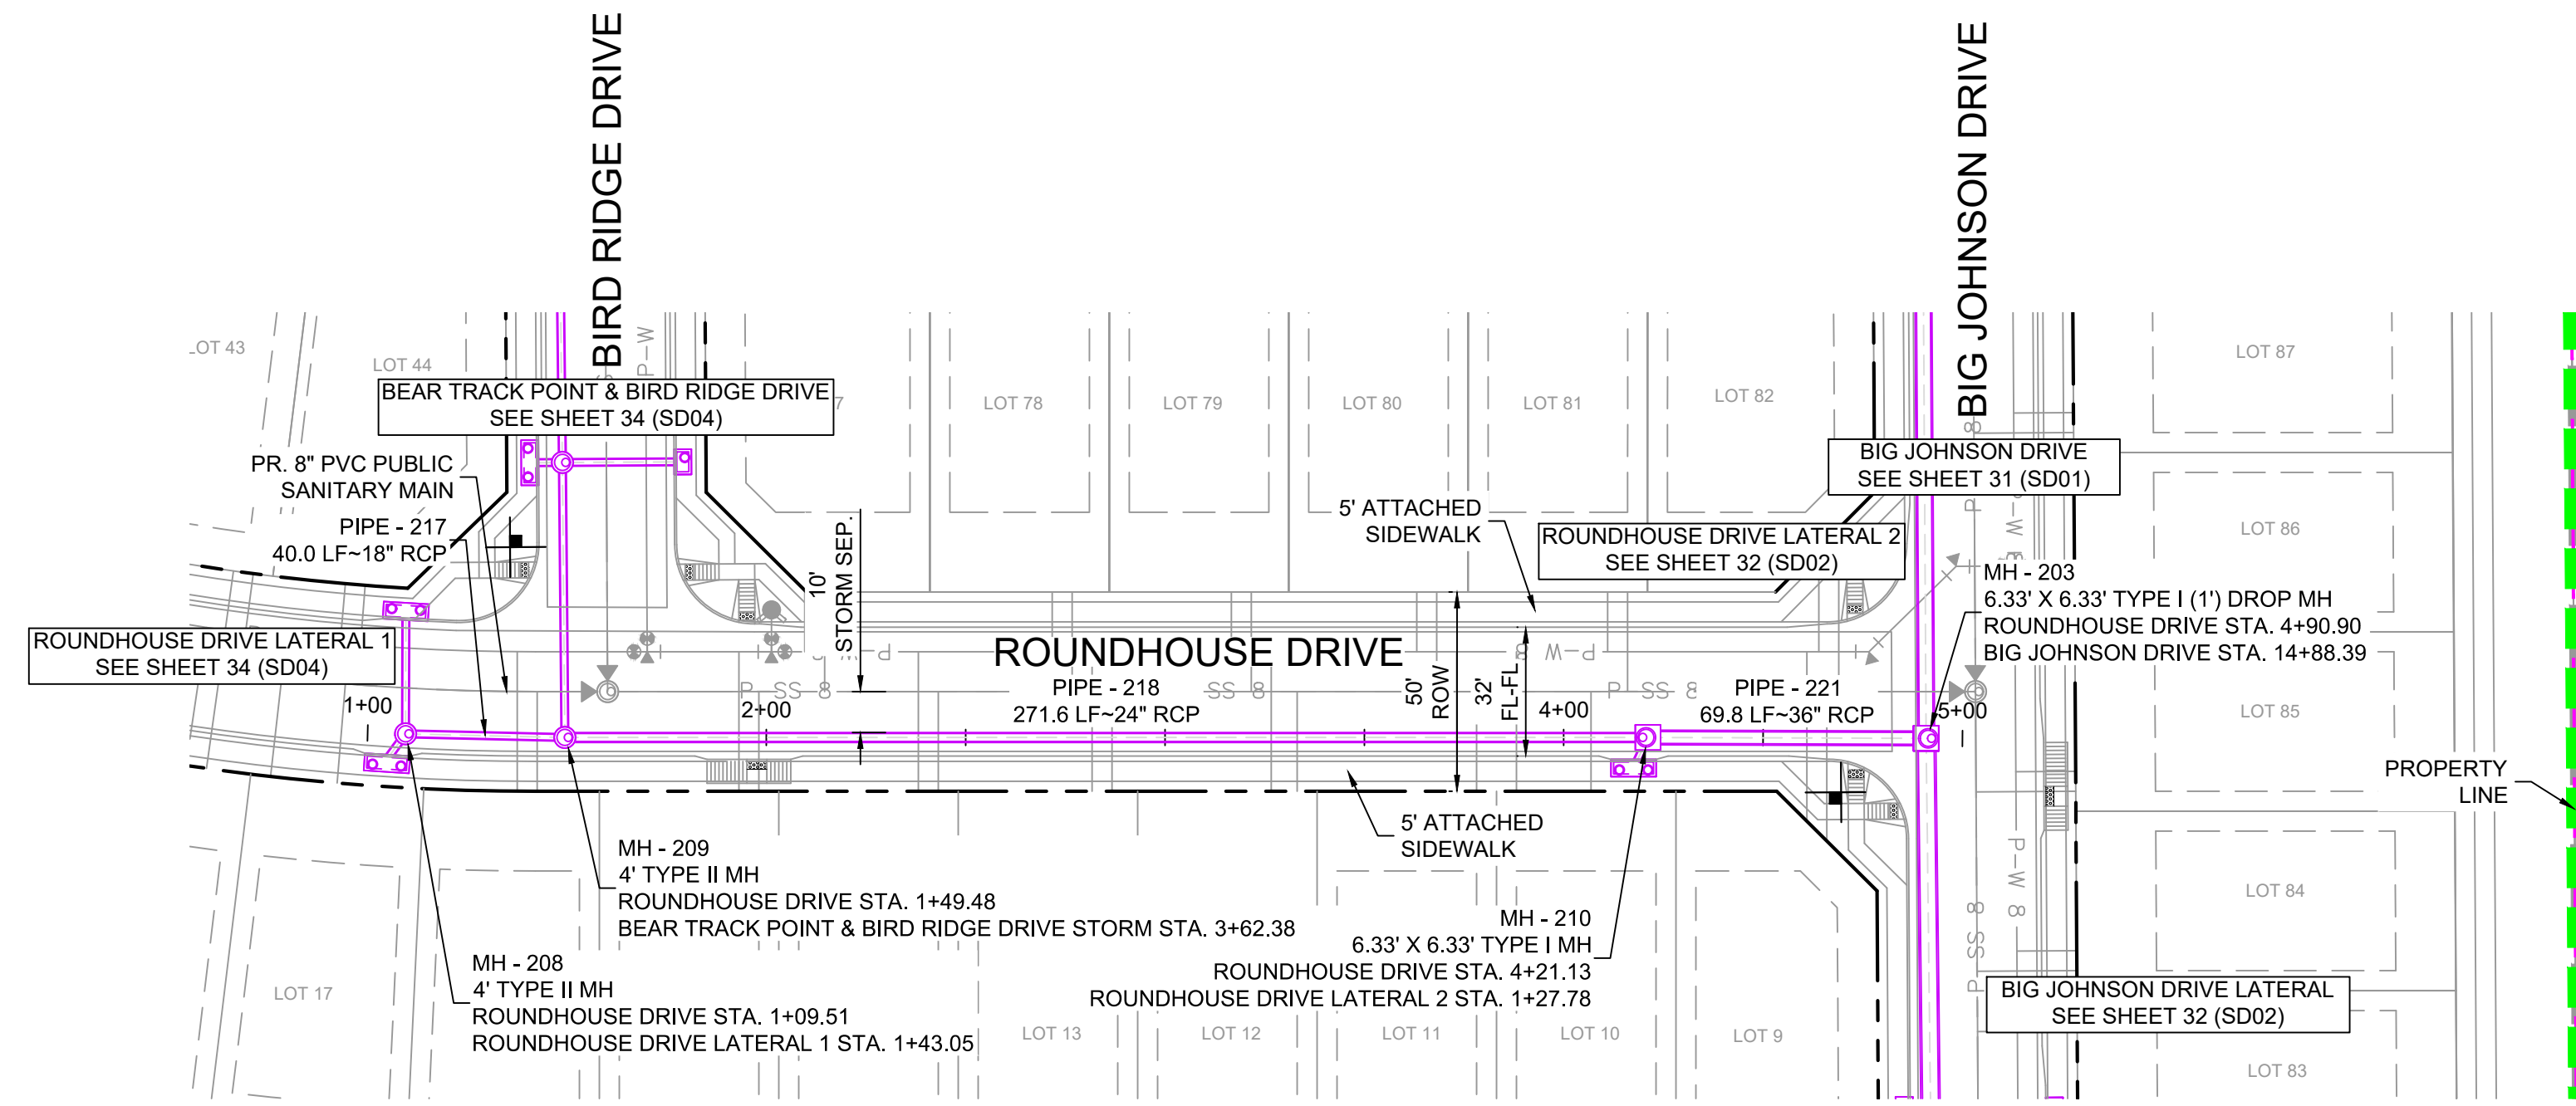 BIRD RIDGE DRIVE
BIG JOHNSON DRIVE
LOT 43
LOT 44
P-W
BEAR TRACK POINT & BIRD RIDGE DRIVE
SEE SHEET 34 (SD04)
7
LOT 78
LOT 79
LOT 80
LOT 81
LOT 82
LOT 87
8
PR. 8" PVC PUBLIC
SANITARY MAIN
PIPE - 217
40.0 LF~18" RCP
10'
STORM SEP.
5' ATTACHED
SIDEWALK
BIG JOHNSON DRIVE
SEE SHEET 31 (SD01)
ROUNDHOUSE DRIVE LATERAL 2
SEE SHEET 32 (SD02)
LOT 86
MH - 203
6.33' X 6.33' TYPE I (1') DROP MH
ROUNDHOUSE DRIVE STA. 4+90.90
BIG JOHNSON DRIVE STA. 14+88.39
ROUNDHOUSE DRIVE LATERAL 1
SEE SHEET 34 (SD04)
ROUNDHOUSE DRIVE
P-W
1+00
2+00
P SS 8
PIPE - 218
271.6 LF~24" RCP
SS 8
50'
ROW
32'
FL-FL
4+00
P SS 8
PIPE - 221
69.8 LF~36" RCP
5+00
LOT 85
PROPERTY
LINE
5' ATTACHED
SIDEWALK
MH - 209
4' TYPE II MH
ROUNDHOUSE DRIVE STA. 1+49.48
BEAR TRACK POINT & BIRD RIDGE DRIVE STORM STA. 3+62.38
MH - 210
6.33' X 6.33' TYPE I MH
ROUNDHOUSE DRIVE STA. 4+21.13
ROUNDHOUSE DRIVE LATERAL 2 STA. 1+27.78
P-W 8
P SS 8
LOT 84
MH - 208
4' TYPE II MH
ROUNDHOUSE DRIVE STA. 1+09.51
ROUNDHOUSE DRIVE LATERAL 1 STA. 1+43.05
BIG JOHNSON DRIVE LATERAL
SEE SHEET 32 (SD02)
LOT 17
LOT 13
LOT 12
LOT 11
LOT 10
LOT 9
LOT 83